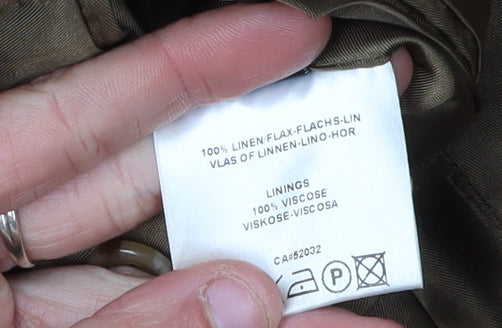 100% LINEN/FLAX-FLACHS-LIN
VLAS OF LINNEN-LINO-HOR
LININGS
100% VISCOSE
VISKOSE-VISCOSA
CA#52032
P